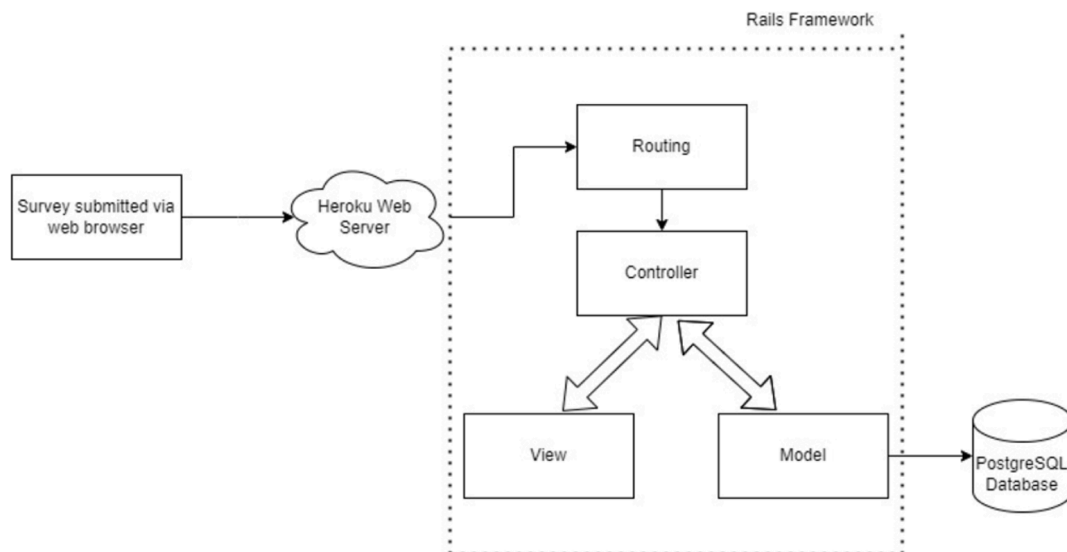 Rails Framework
Routing
Survey submitted via
web browser
Heroku Web
Server
Controller
View
Model
PostgreSQL
Database